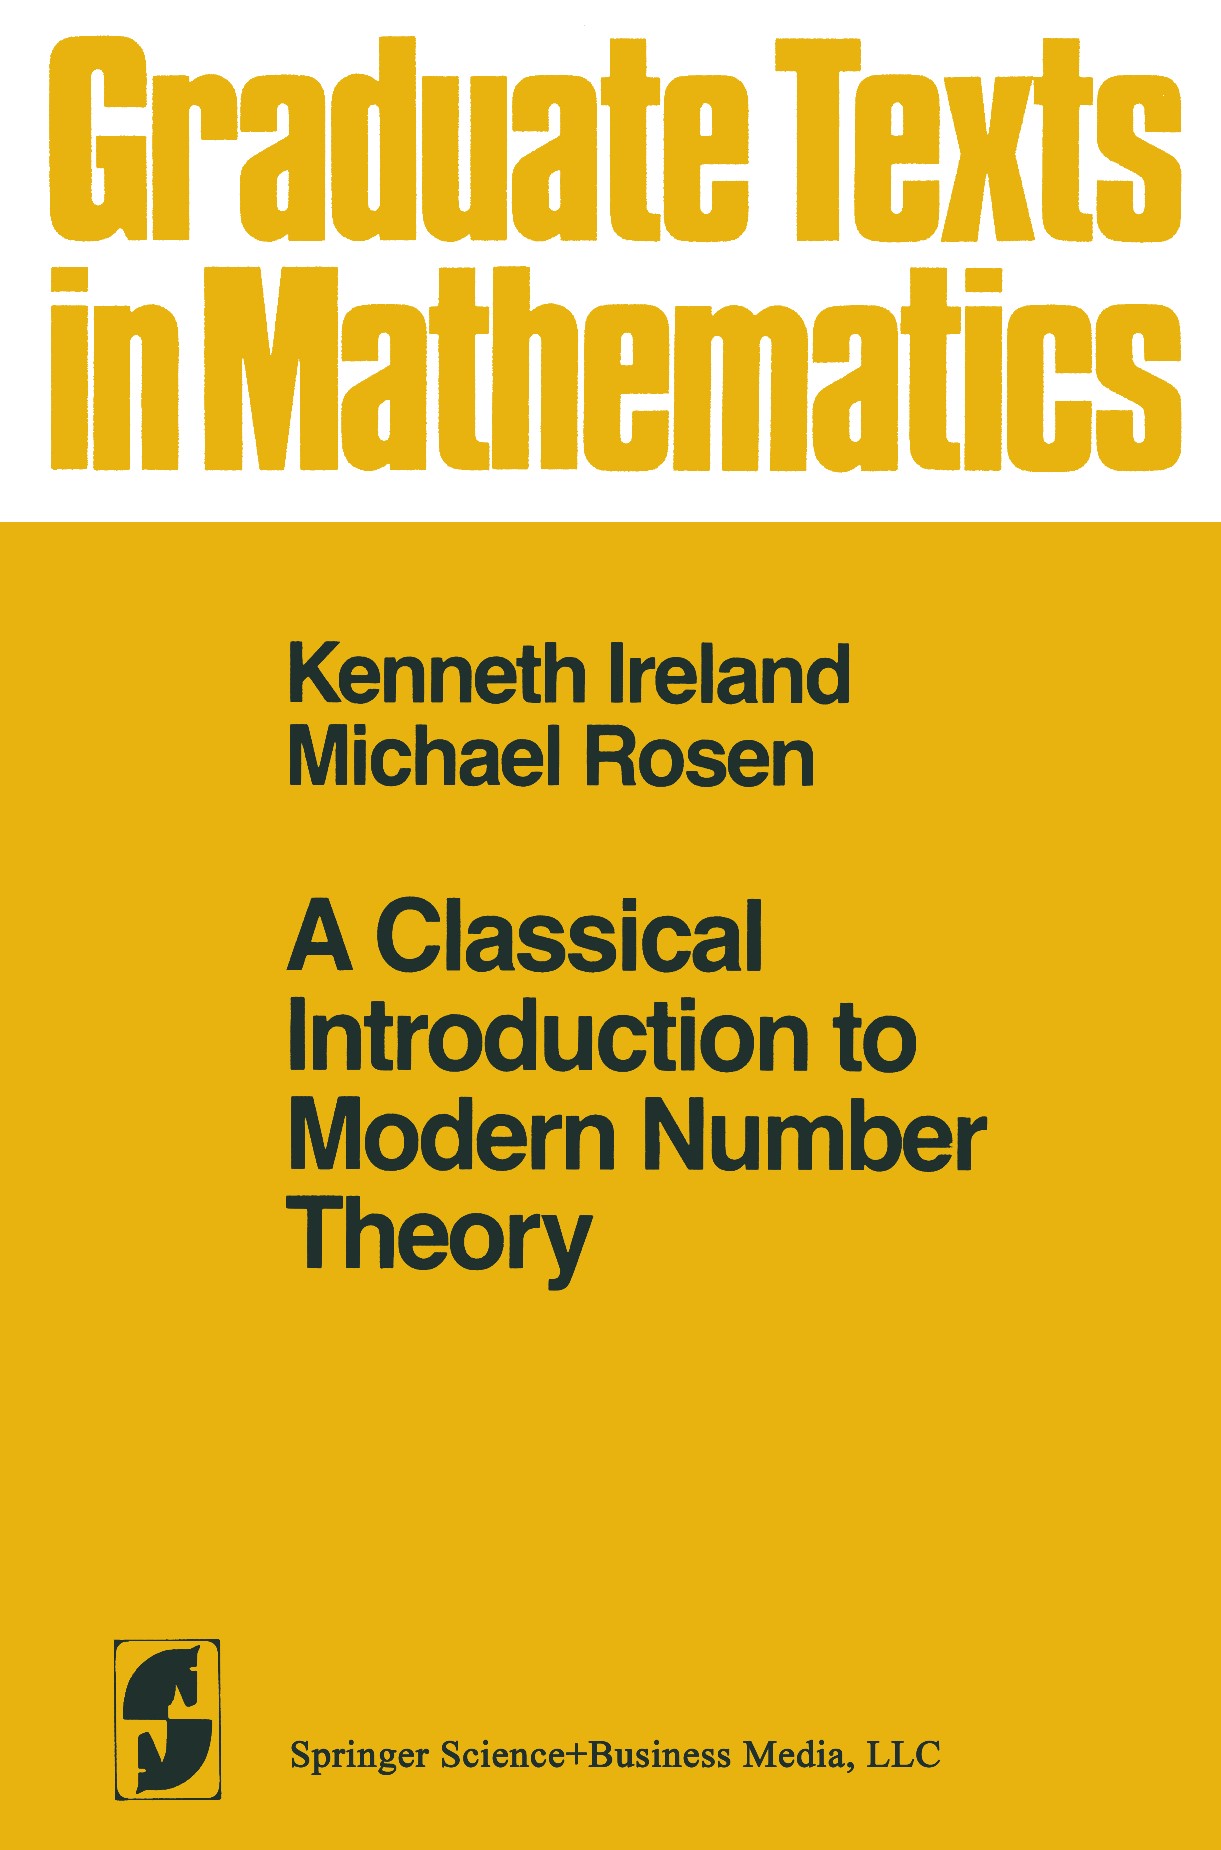 Graduate Texts
in Mathematics
Kenneth Ireland
Michael Rosen
A Classical
Introduction to
Modern Number
Theory
Springer Science+Business Media, LLC